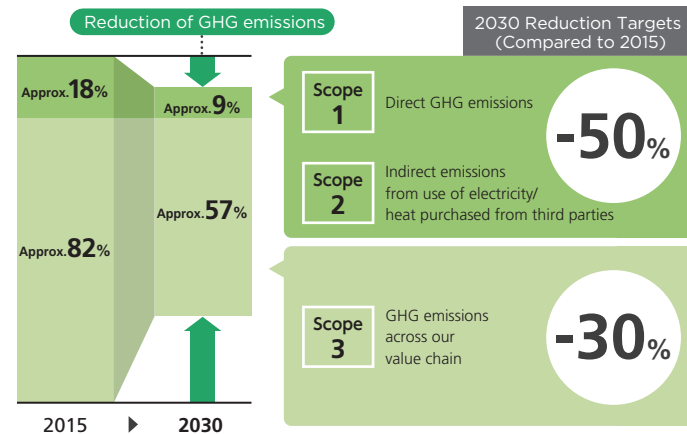 Reduction of GHG emissions
2030 Reduction Targets
(Compared to 2015)
Approx.18%
Approx.9%
Approx.82%
Approx.57%
2015
2030
Scope
1
Direct GHG emissions
Scope
2
Indirect emissions
from use of electricity/
heat purchased from third parties
-50%
Scope
3
GHG emissions
across our
value chain
-30%